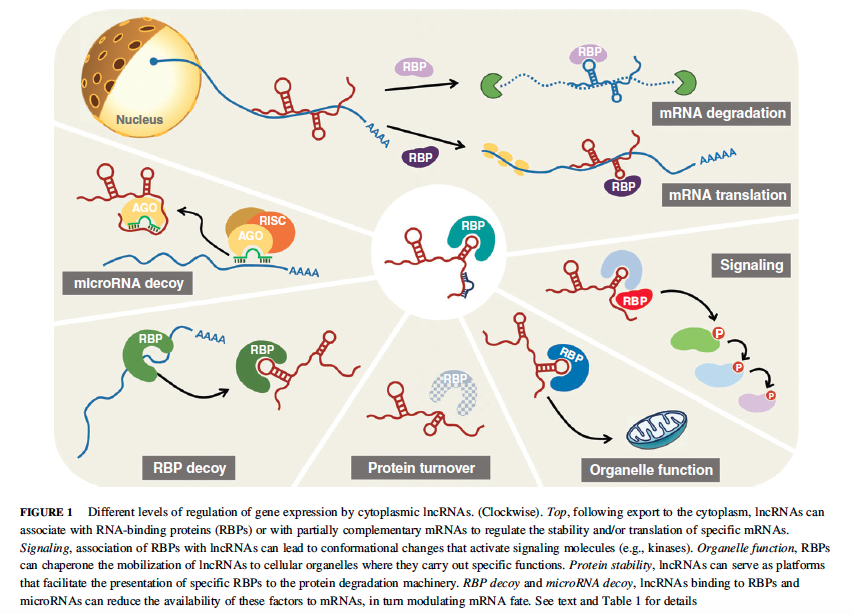 Nucleus
AAAA
RBP
RBP
RBP
mRNA degradation
AAAAA
RBP
mRNA translation
AGO
RISC
AGO
AAAA
microRNA decoy
RBP
RBP
Signaling
P
P
P
RBP
AAAA
RBP
RBP decoy
RBP
Protein turnover
RBP
Organelle function
FIGURE 1 Different levels of regulation of gene expression by cytoplasmic lncRNAs. (Clockwise). Top, following export to the cytoplasm, lncRNAs can
associate with RNA-binding proteins (RBPs) or with partially complementary mRNAs to regulate the stability and/or translation of specific mRNAs.
Signaling, association of RBPs with lncRNAs can lead to conformational changes that activate signaling molecules (e.g., kinases). Organelle function, RBPs
can chaperone the mobilization of lncRNAs to cellular organelles where they carry out specific functions. Protein stability, lncRNAs can serve as platforms
that facilitate the presentation of specific RBPs to the protein degradation machinery. RBP decoy and microRNA decoy, lncRNAs binding to RBPs and
microRNAs can reduce the availability of these factors to mRNAs, in turn modulating mRNA fate. See text and Table 1 for details